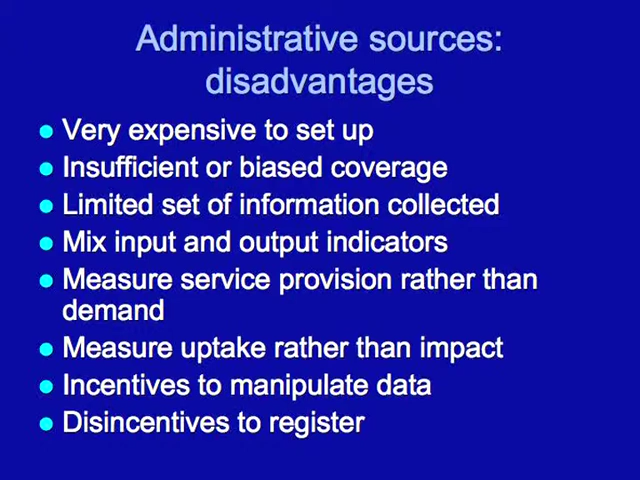 Administrative sources:
disadvantages
Very expensive to set up
Insufficient or biased coverage
Limited set of information collected
Mix input and output indicators
Measure service provision rather than
demand
Measure uptake rather than impact
Incentives to manipulate data
Disincentives to register